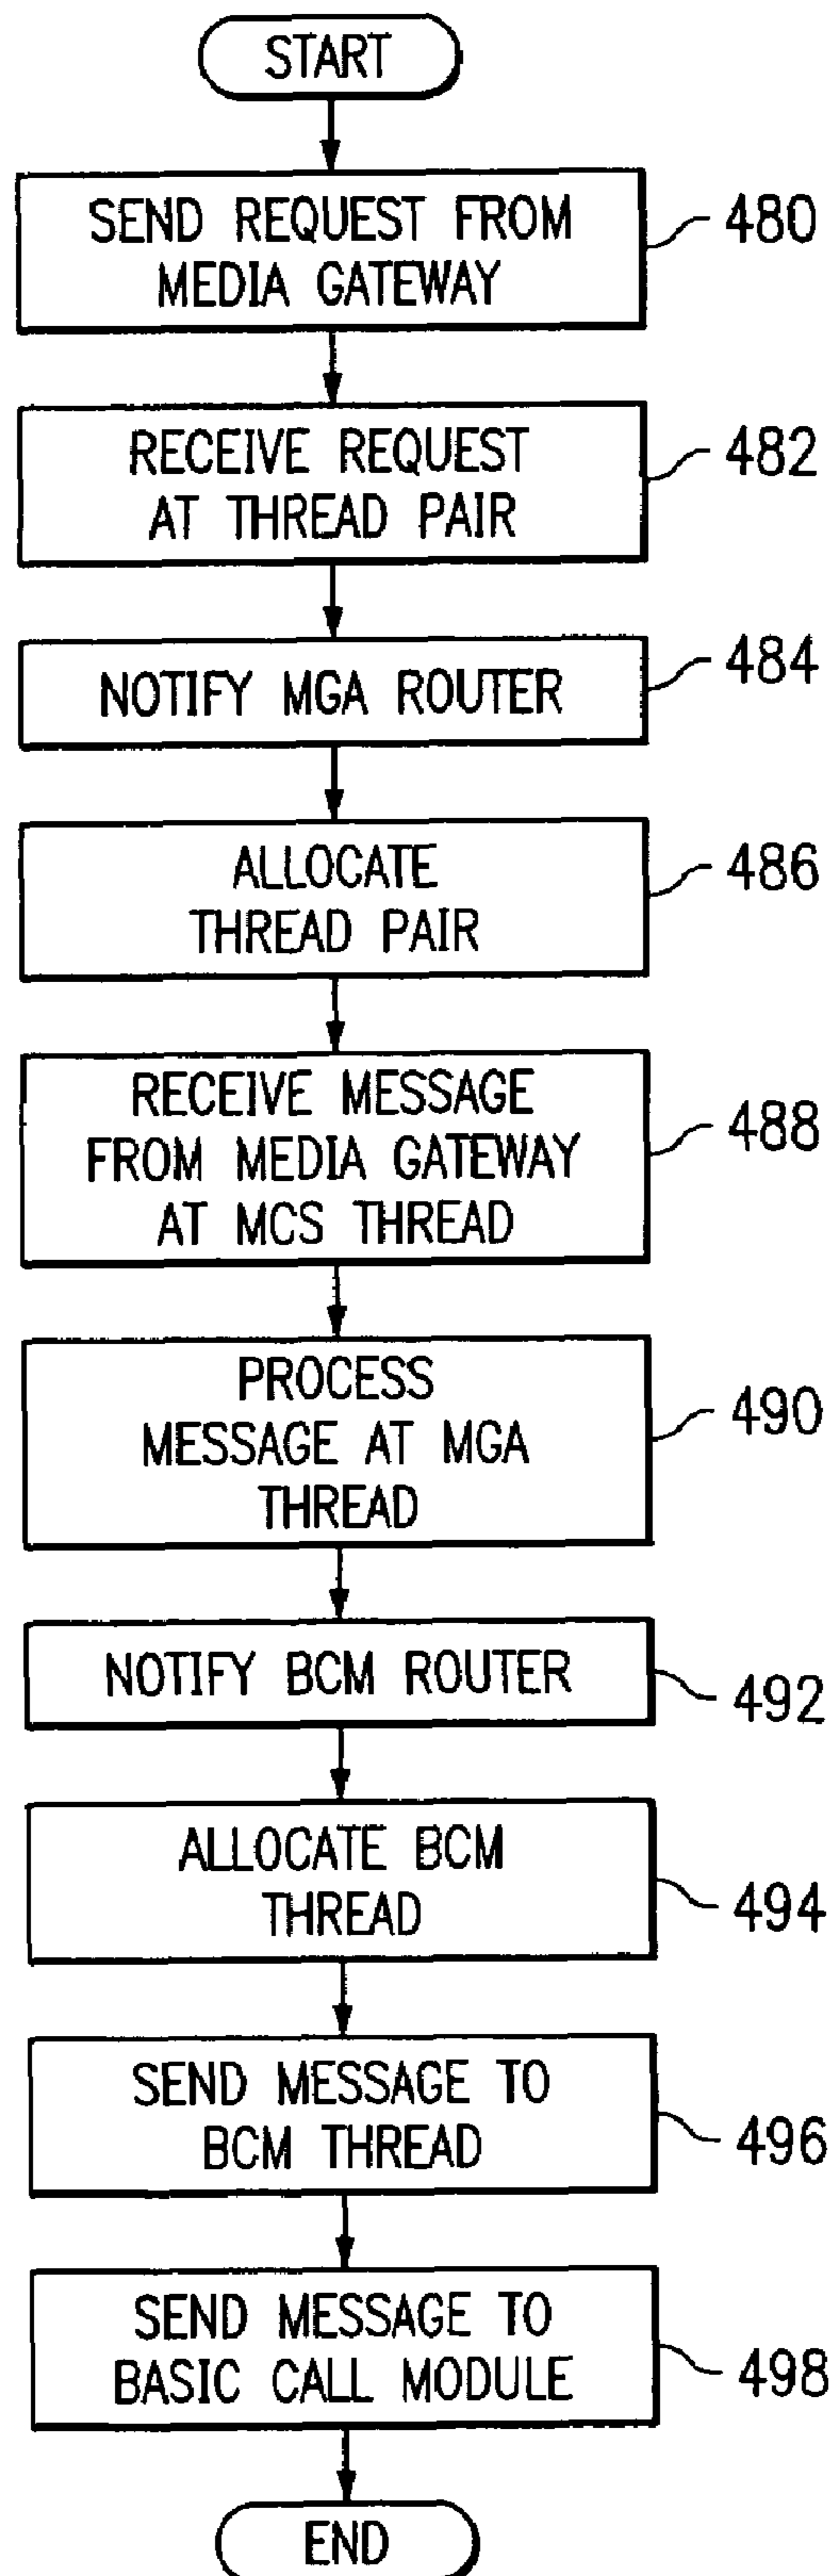 START
SEND REQUEST FROM
MEDIA GATEWAY
480
RECEIVE REQUEST
AT THREAD PAIR
482
NOTIFY MGA ROUTER
484
ALLOCATE
THREAD PAIR
486
RECEIVE MESSAGE
FROM MEDIA GATEWAY
AT MCS THREAD
488
PROCESS
MESSAGE AT MGA
THREAD
490
NOTIFY BCM ROUTER
492
ALLOCATE BCM
THREAD
494
SEND MESSAGE TO
BCM THREAD
496
SEND MESSAGE TO
BASIC CALL MODULE
498
END